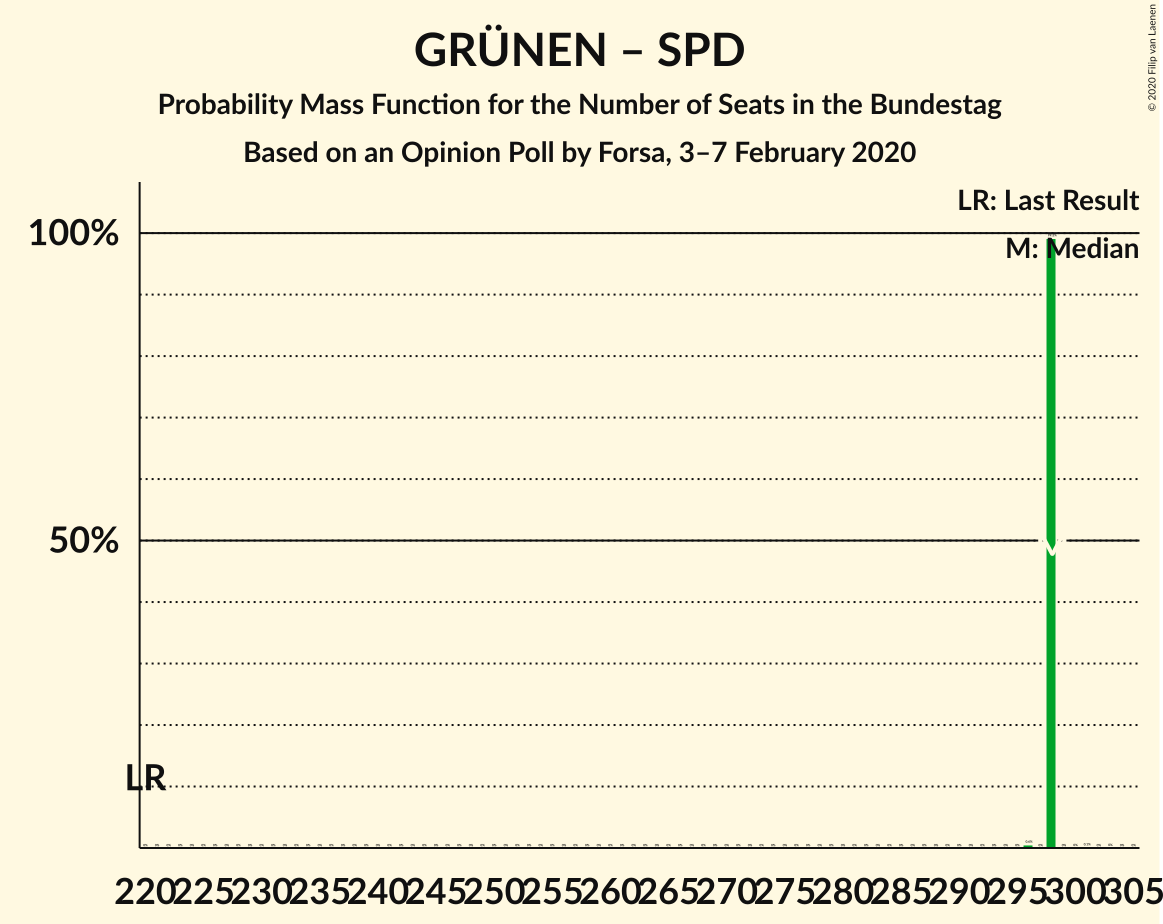 GRÜNEN – SPD
Probability Mass Function for the Number of Seats in the Bundestag
Based on an Opinion Poll by Forsa, 3–7 February 2020
© 2020 Filip van Laenen
LR: Last Result
M: Median
100%
50%
LR
220 225 230 235 240 245 250 255 260 265 270 275 280 285 290 295 300 305